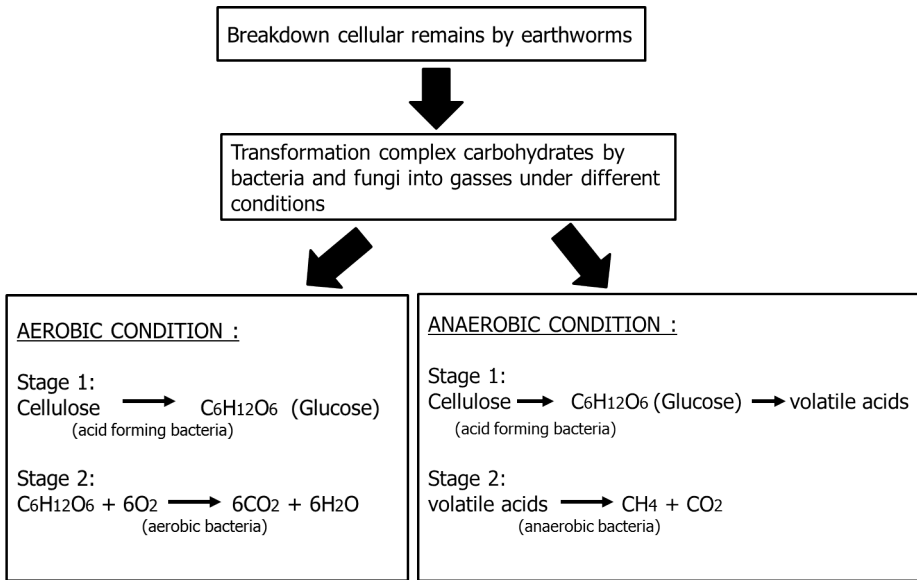 Breakdown cellular remains by earthworms
Transformation complex carbohydrates by
bacteria and fungi into gasses under different
conditions
AEROBIC CONDITION :
Stage 1:
Cellulose → C6H12O6 (Glucose)
(acid forming bacteria)
Stage 2:
C6H12O6 + 6O2 → 6CO2 + 6H2O
(aerobic bacteria)
ANAEROBIC CONDITION :
Stage 1:
Cellulose → C6H12O6 (Glucose) → volatile acids
(acid forming bacteria)
Stage 2:
volatile acids → CH4 + CO2
(anaerobic bacteria)